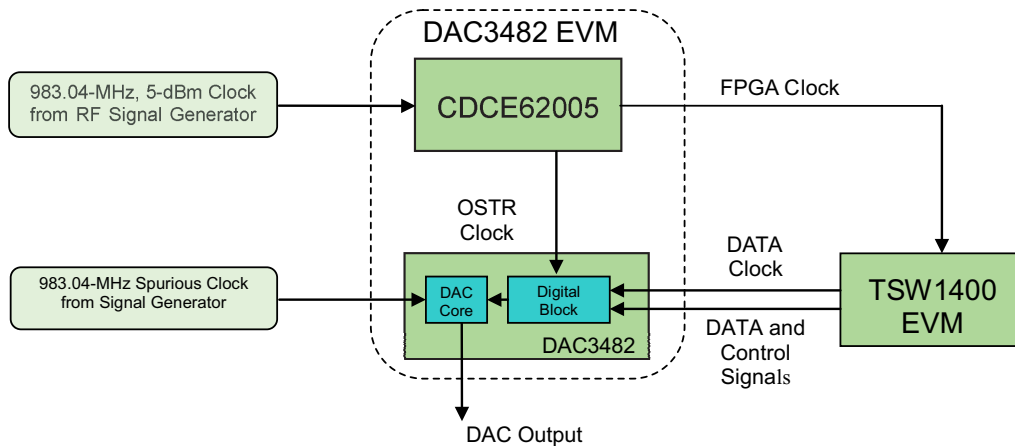 DAC3482 EVM
983.04-MHz, 5-dBm Clock
from RF Signal Generator
CDCE62005
FPGA Clock
OSTR
Clock
DATA
Clock
983.04-MHz Spurious Clock
from Signal Generator
DAC
Core
Digital
Block
DAC3482
TSW1400
EVM
DATA and
Control
Signals
DAC Output